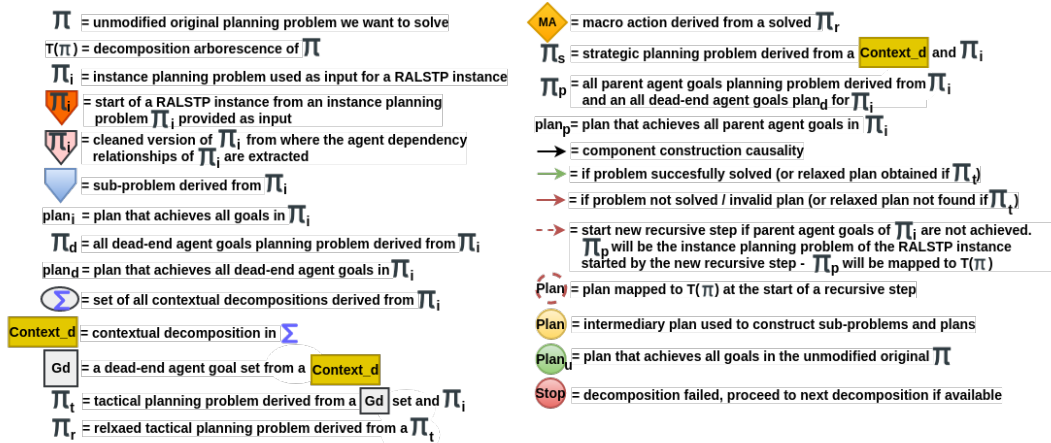 π = unmodified original planning problem we want to solve
T(π) = decomposition arborescence of π
πi = instance planning problem used as input for a RALSTP instance
πi = start of a RALSTP instance from an instance planning
problem πi provided as input
πi = cleaned version of πi from where the agent dependency
relationships of πi are extracted
= sub-problem derived from πi
plani = plan that achieves all goals in πi
πd = all dead-end agent goals planning problem derived from πi
pland = plan that achieves all dead-end agent goals in πi
Σ = set of all contextual decompositions derived from πi
Context_d = contextual decomposition in Σ
Gd = a dead-end agent goal set from a Context_d
πt = tactical planning problem derived from a Gd set and πi
πr = relxaed tactical planning problem derived from a πt
MA = macro action derived from a solved πr
πs = strategic planning problem derived from a Context_d and πi
πp = all parent agent goals planning problem derived from πi
and an all dead-end agent goals pland for πi
planp= plan that achieves all parent agent goals in πi
= component construction causality
= if problem succesfully solved (or relaxed plan obtained if πt)
= if problem not solved / invalid plan (or relaxed plan not found if πt)
= start new recursive step if parent agent goals of πi are not achieved.
πp will be the instance planning problem of the RALSTP instance
started by the new recursive step - πp will be mapped to T(π)
Plan = plan mapped to T(π) at the start of a recursive step
Plan = intermediary plan used to construct sub-problems and plans
Planu = plan that achieves all goals in the unmodified original π
Stop = decomposition failed, proceed to next decomposition if available